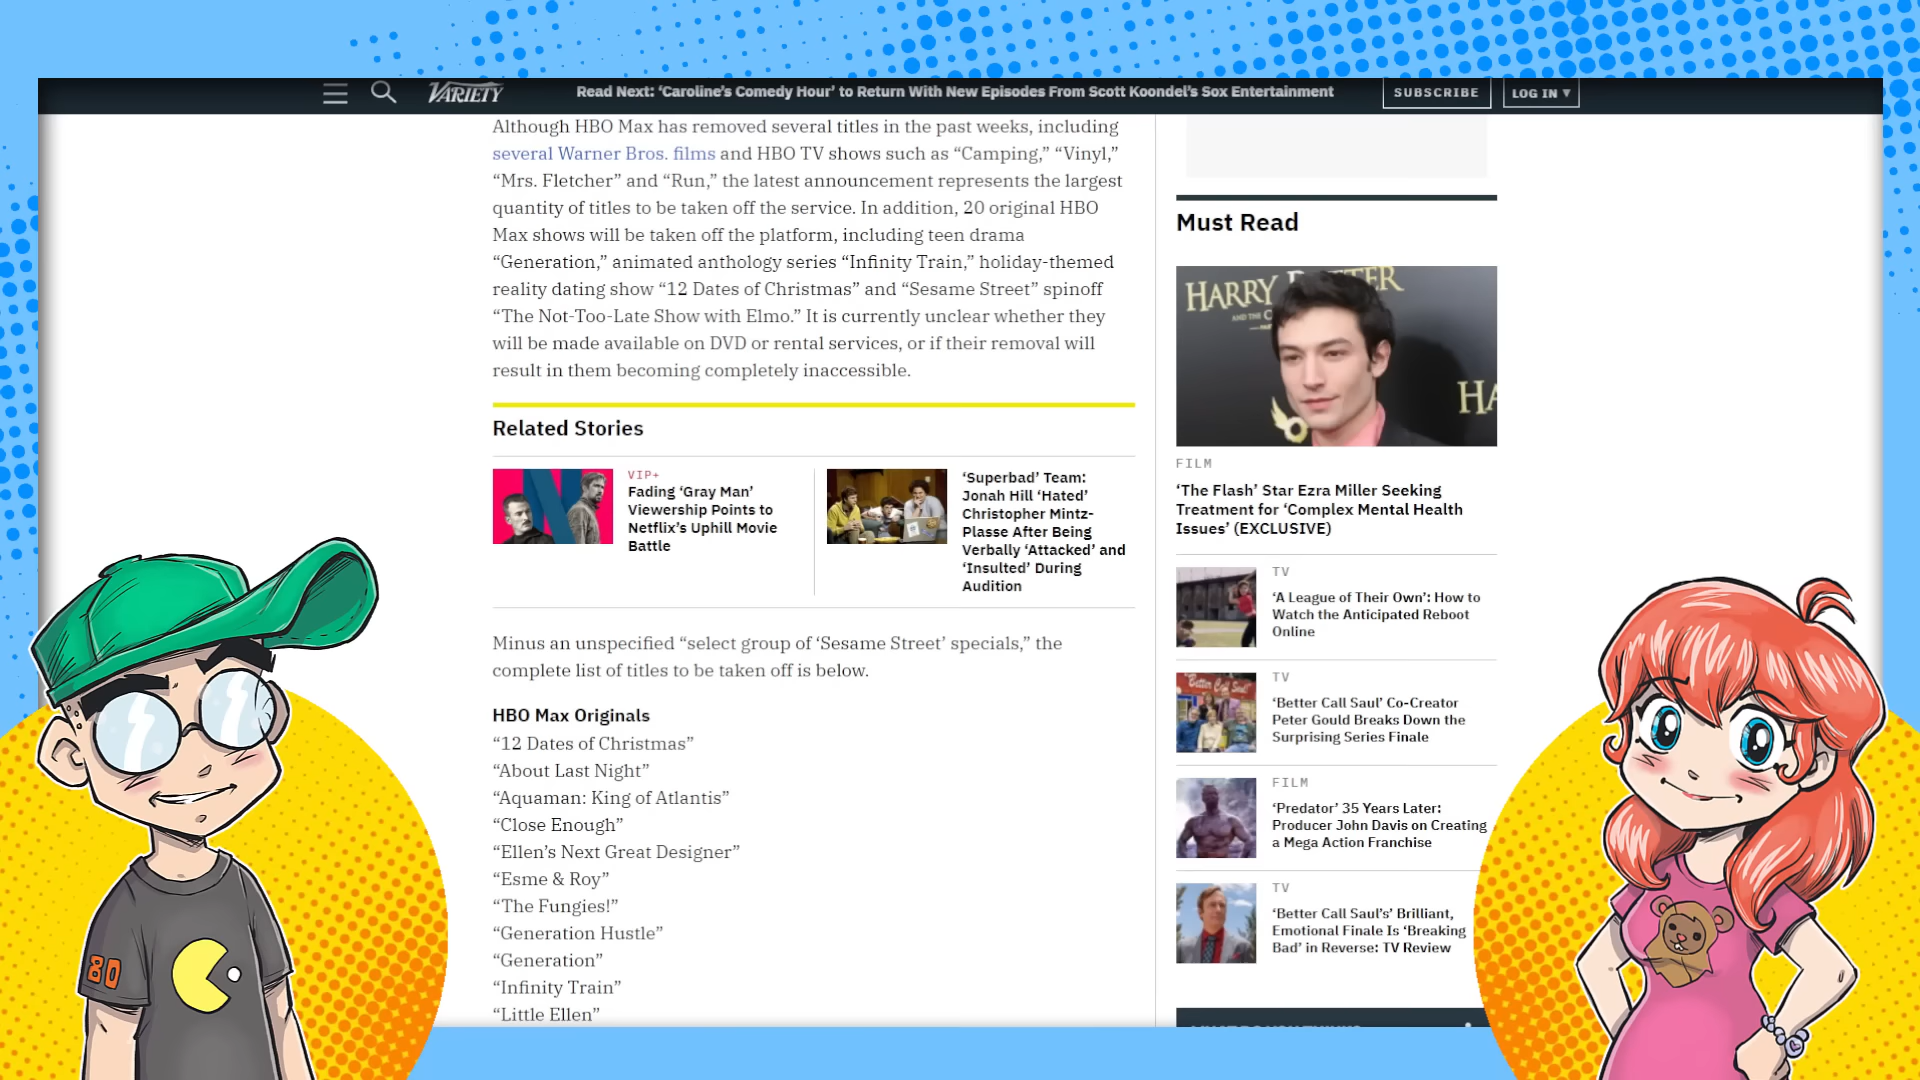 VARIETY
Read Next: ‘Caroline’s Comedy Hour’ to Return With New Episodes From Scott Koondel’s Sox Entertainment
SUBSCRIBE
LOG IN ▾
Although HBO Max has removed several titles in the past weeks, including
several Warner Bros. films and HBO TV shows such as “Camping,” “Vinyl,”
“Mrs. Fletcher” and “Run,” the latest announcement represents the largest
quantity of titles to be taken off the service. In addition, 20 original HBO
Max shows will be taken off the platform, including teen drama
“Generation,” animated anthology series “Infinity Train,” holiday-themed
reality dating show “12 Dates of Christmas” and “Sesame Street” spinoff
“The Not-Too-Late Show with Elmo.” It is currently unclear whether they
will be made available on DVD or rental services, or if their removal will
result in them becoming completely inaccessible.
Related Stories
VIP+
Fading ‘Gray Man’
Viewership Points to
Netflix’s Uphill Movie
Battle
‘Superbad’ Team:
Jonah Hill ‘Hated’
Christopher Mintz-
Plasse After Being
Verbally ‘Attacked’ and
‘Insulted’ During
Audition
Minus an unspecified “select group of ‘Sesame Street’ specials,” the
complete list of titles to be taken off is below.
HBO Max Originals
“12 Dates of Christmas”
“About Last Night”
“Aquaman: King of Atlantis”
“Close Enough”
“Ellen’s Next Great Designer”
“Esme & Roy”
“The Fungies!”
“Generation Hustle”
“Generation”
“Infinity Train”
“Little Ellen”
Must Read
HARRY POTTER
AND THE
HA
FILM
‘The Flash’ Star Ezra Miller Seeking
Treatment for ‘Complex Mental Health
Issues’ (EXCLUSIVE)
TV
‘A League of Their Own’: How to
Watch the Anticipated Reboot
Online
TV
‘Better Call Saul’ Co-Creator
Peter Gould Breaks Down the
Surprising Series Finale
FILM
‘Predator’ 35 Years Later:
Producer John Davis on Creating
a Mega Action Franchise
TV
‘Better Call Saul’s’ Brilliant,
Emotional Finale Is ‘Breaking
Bad’ in Reverse: TV Review
80